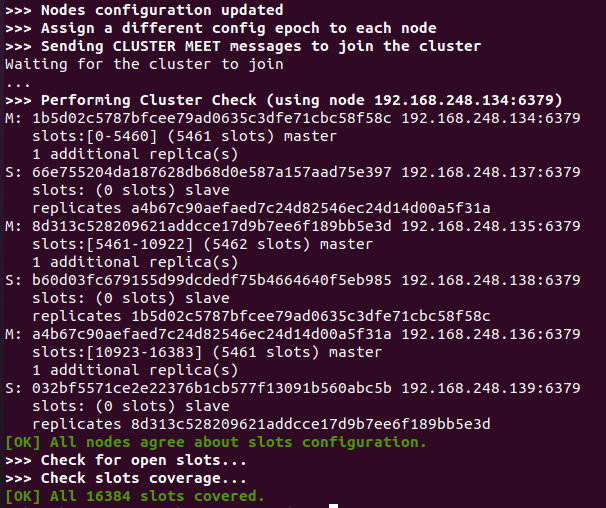 >>> Nodes configuration updated
>>> Assign a different config epoch to each node
>>> Sending CLUSTER MEET messages to join the cluster
Waiting for the cluster to join
...
>>> Performing Cluster Check (using node 192.168.248.134:6379)
M: 1b5d02c5787bfcee79ad0635c3dfe71cbc58f58c 192.168.248.134:6379
   slots:[0-5460] (5461 slots) master
   1 additional replica(s)
S: 66e755204da187628db68d0e587a157aad75e397 192.168.248.137:6379
   slots: (0 slots) slave
   replicates a4b67c90aefaed7c24d82546ec24d14d00a5f31a
M: 8d313c528209621addcce17d9b7ee6f189bb5e3d 192.168.248.135:6379
   slots:[5461-10922] (5462 slots) master
   1 additional replica(s)
S: b60d03fc679155d99dcdedf75b4664640f5eb985 192.168.248.138:6379
   slots: (0 slots) slave
   replicates 1b5d02c5787bfcee79ad0635c3dfe71cbc58f58c
M: a4b67c90aefaed7c24d82546ec24d14d00a5f31a 192.168.248.136:6379
   slots:[10923-16383] (5461 slots) master
   1 additional replica(s)
S: 032bf5571ce2e22376b1cb577f13091b560abc5b 192.168.248.139:6379
   slots: (0 slots) slave
   replicates 8d313c528209621addcce17d9b7ee6f189bb5e3d
[OK] All nodes agree about slots configuration.
>>> Check for open slots...
>>> Check slots coverage...
[OK] All 16384 slots covered.